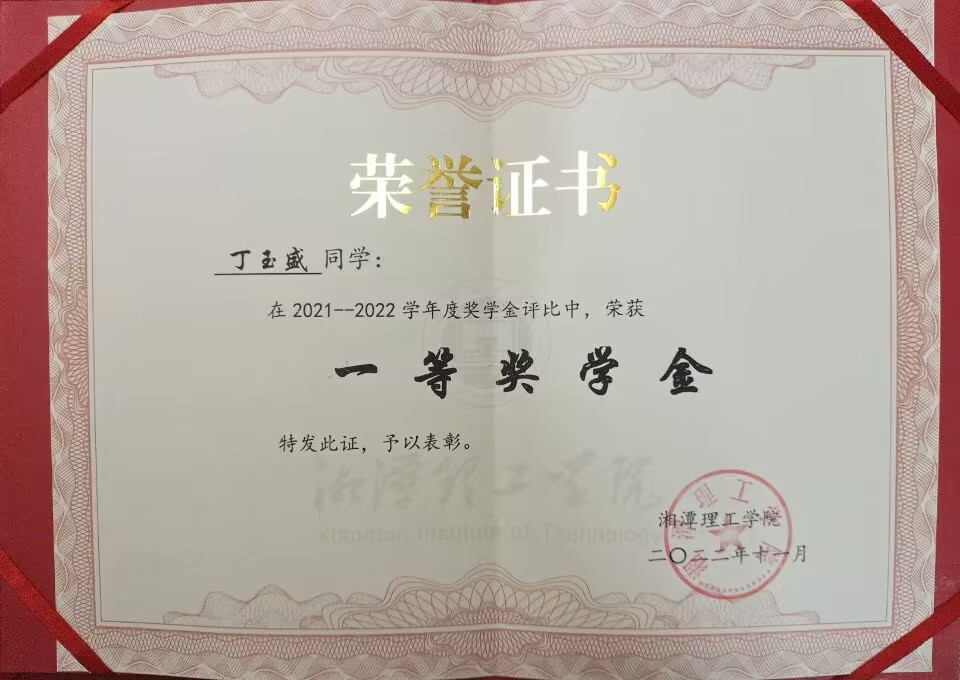 荣誉证书
丁玉盛 同学：
在 2021--2022 学年度奖学金评比中，荣获
一等奖学金
特发此证，予以表彰。
湘潭理工学院
Xiangtan Institute of Technology
湘潭理工学院
二〇二二年十一月